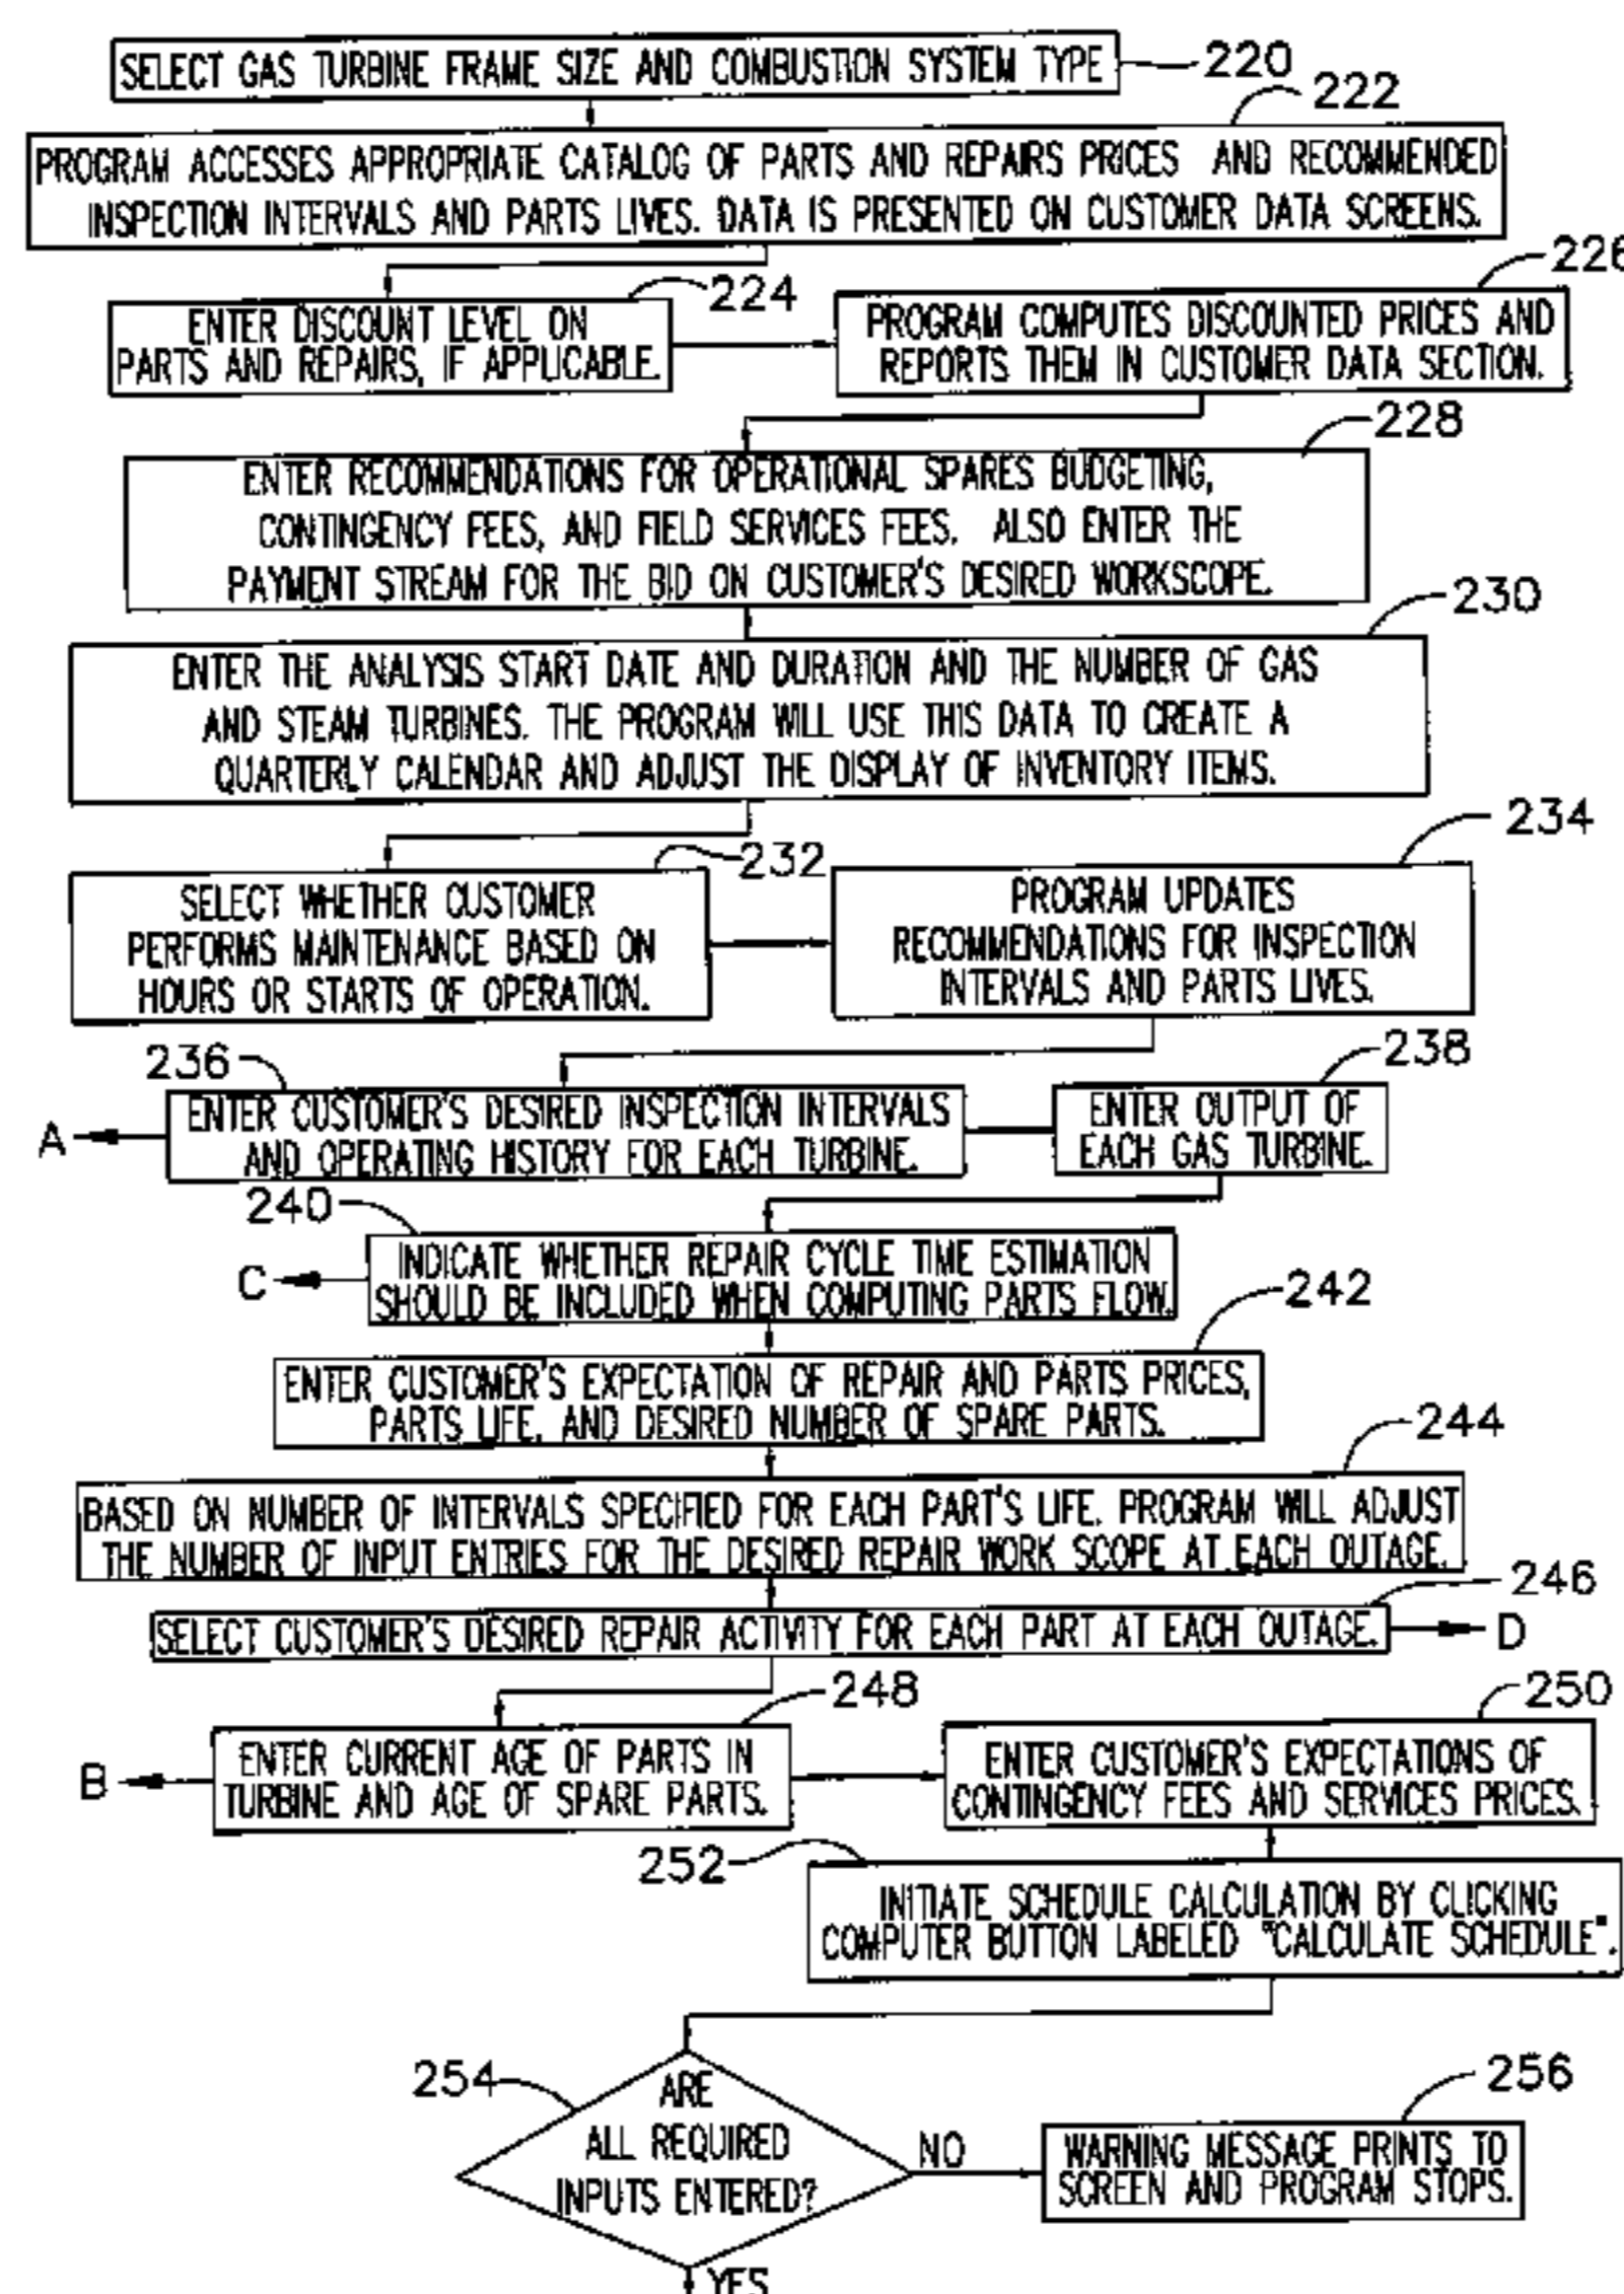 SELECT GAS TURBINE FRAME SIZE AND COMBUSTION SYSTEM TYPE
220
222
PROGRAM ACCESSES APPROPRIATE CATALOG OF PARTS AND REPAIRS PRICES AND RECOMMENDED
INSPECTION INTERVALS AND PARTS LIVES. DATA IS PRESENTED ON CUSTOMER DATA SCREENS.
224
226
ENTER DISCOUNT LEVEL ON
PARTS AND REPAIRS, IF APPLICABLE.
PROGRAM COMPUTES DISCOUNTED PRICES AND
REPORTS THEM IN CUSTOMER DATA SECTION.
228
ENTER RECOMMENDATIONS FOR OPERATIONAL SPARES BUDGETING,
CONTINGENCY FEES, AND FIELD SERVICES FEES. ALSO ENTER THE
PAYMENT STREAM FOR THE BID ON CUSTOMER'S DESIRED WORKSCOPE.
230
ENTER THE ANALYSIS START DATE AND DURATION AND THE NUMBER OF GAS
AND STEAM TURBINES. THE PROGRAM WILL USE THIS DATA TO CREATE A
QUARTERLY CALENDAR AND ADJUST THE DISPLAY OF INVENTORY ITEMS.
232
234
SELECT WHETHER CUSTOMER
PERFORMS MAINTENANCE BASED ON
HOURS OR STARTS OF OPERATION.
PROGRAM UPDATES
RECOMMENDATIONS FOR INSPECTION
INTERVALS AND PARTS LIVES.
236
238
A
ENTER CUSTOMER'S DESIRED INSPECTION INTERVALS
AND OPERATING HISTORY FOR EACH TURBINE.
ENTER OUTPUT OF
EACH GAS TURBINE.
240
C
INDICATE WHETHER REPAIR CYCLE TIME ESTIMATION
SHOULD BE INCLUDED WHEN COMPUTING PARTS FLOW.
242
ENTER CUSTOMER'S EXPECTATION OF REPAIR AND PARTS PRICES,
PARTS LIFE, AND DESIRED NUMBER OF SPARE PARTS.
244
BASED ON NUMBER OF INTERVALS SPECIFIED FOR EACH PART'S LIFE, PROGRAM WILL ADJUST
THE NUMBER OF INPUT ENTRIES FOR THE DESIRED REPAIR WORK SCOPE AT EACH OUTAGE.
246
SELECT CUSTOMER'S DESIRED REPAIR ACTIVITY FOR EACH PART AT EACH OUTAGE.
D
248
250
B
ENTER CURRENT AGE OF PARTS IN
TURBINE AND AGE OF SPARE PARTS.
ENTER CUSTOMER'S EXPECTATIONS OF
CONTINGENCY FEES AND SERVICES PRICES.
252
INITIATE SCHEDULE CALCULATION BY CLICKING
COMPUTER BUTTON LABELED "CALCULATE SCHEDULE".
254
ARE
ALL REQUIRED
INPUTS ENTERED?
NO
256
WARNING MESSAGE PRINTS TO
SCREEN AND PROGRAM STOPS.
YES